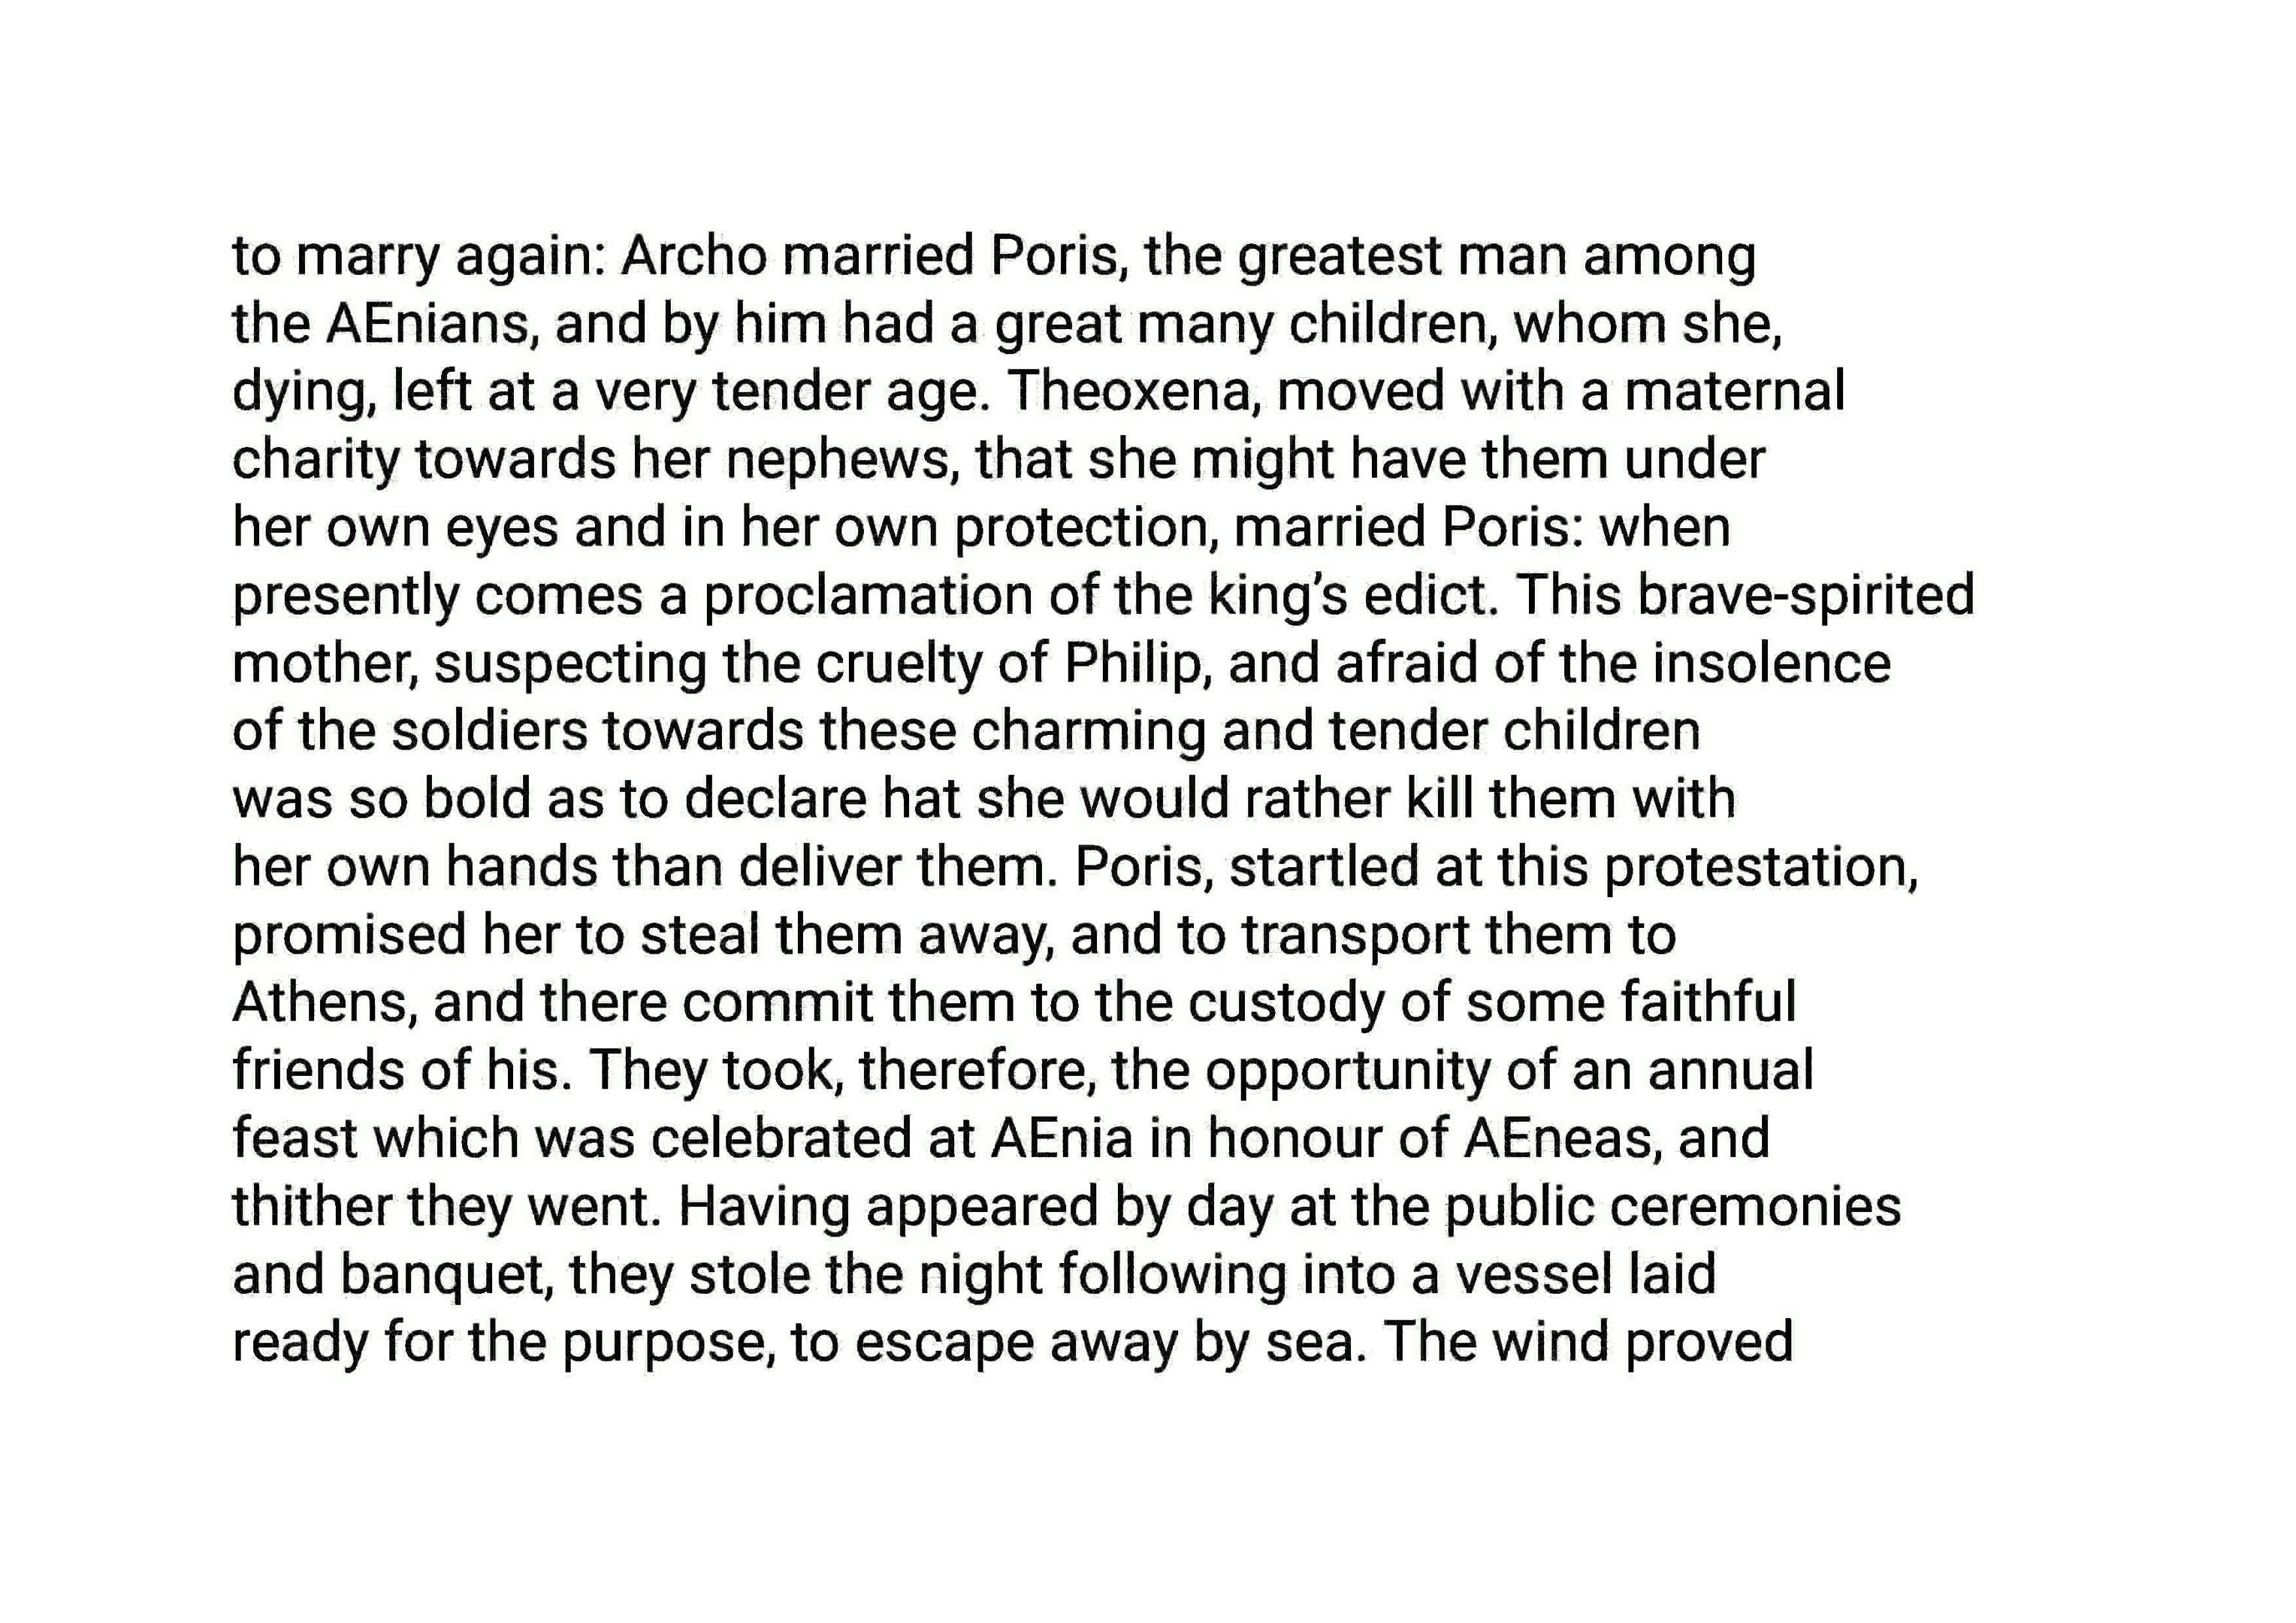 to marry again: Archo married Poris, the greatest man among
the AEnians, and by him had a great many children, whom she,
dying, left at a very tender age. Theoxena, moved with a maternal
charity towards her nephews, that she might have them under
her own eyes and in her own protection, married Poris: when
presently comes a proclamation of the king’s edict. This brave-spirited
mother, suspecting the cruelty of Philip, and afraid of the insolence
of the soldiers towards these charming and tender children
was so bold as to declare hat she would rather kill them with
her own hands than deliver them. Poris, startled at this protestation,
promised her to steal them away, and to transport them to
Athens, and there commit them to the custody of some faithful
friends of his. They took, therefore, the opportunity of an annual
feast which was celebrated at AEnia in honour of AEneas, and
thither they went. Having appeared by day at the public ceremonies
and banquet, they stole the night following into a vessel laid
ready for the purpose, to escape away by sea. The wind proved